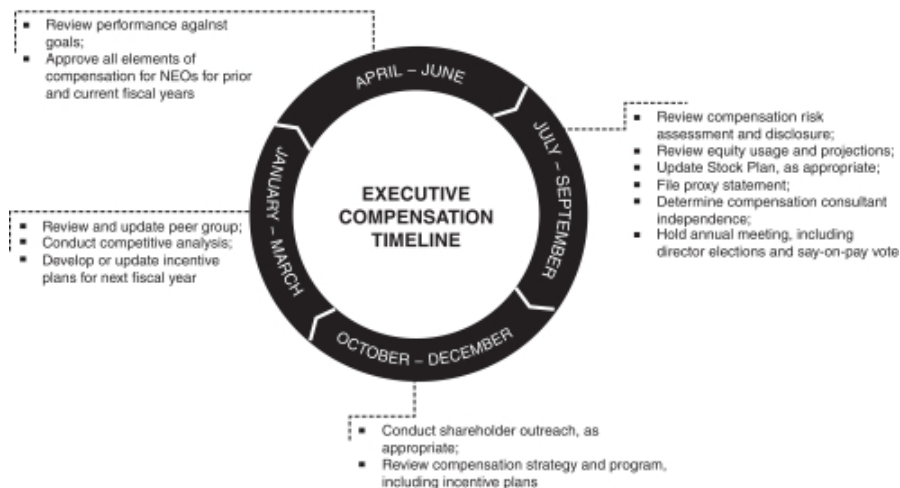 ▪ Review performance against
goals;
▪ Approve all elements of
compensation for NEOs for prior
and current fiscal years
APRIL – JUNE
JULY – SEPTEMBER
▪ Review compensation risk
assessment and disclosure;
▪ Review equity usage and projections;
▪ Update Stock Plan, as appropriate;
▪ File proxy statement;
▪ Determine compensation consultant
independence;
▪ Hold annual meeting, including
director elections and say-on-pay vote
EXECUTIVE
COMPENSATION
TIMELINE
JANUARY – MARCH
▪ Review and update peer group;
▪ Conduct competitive analysis;
▪ Develop or update incentive
plans for next fiscal year
OCTOBER – DECEMBER
▪ Conduct shareholder outreach, as
appropriate;
▪ Review compensation strategy and program,
including incentive plans